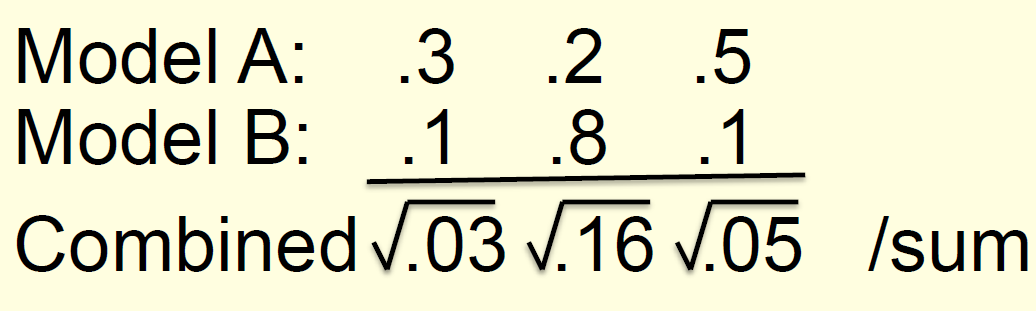 Model A: .3 .2 .5
Model B: .1 .8 .1
Combined √.03 √.16 √.05 /sum